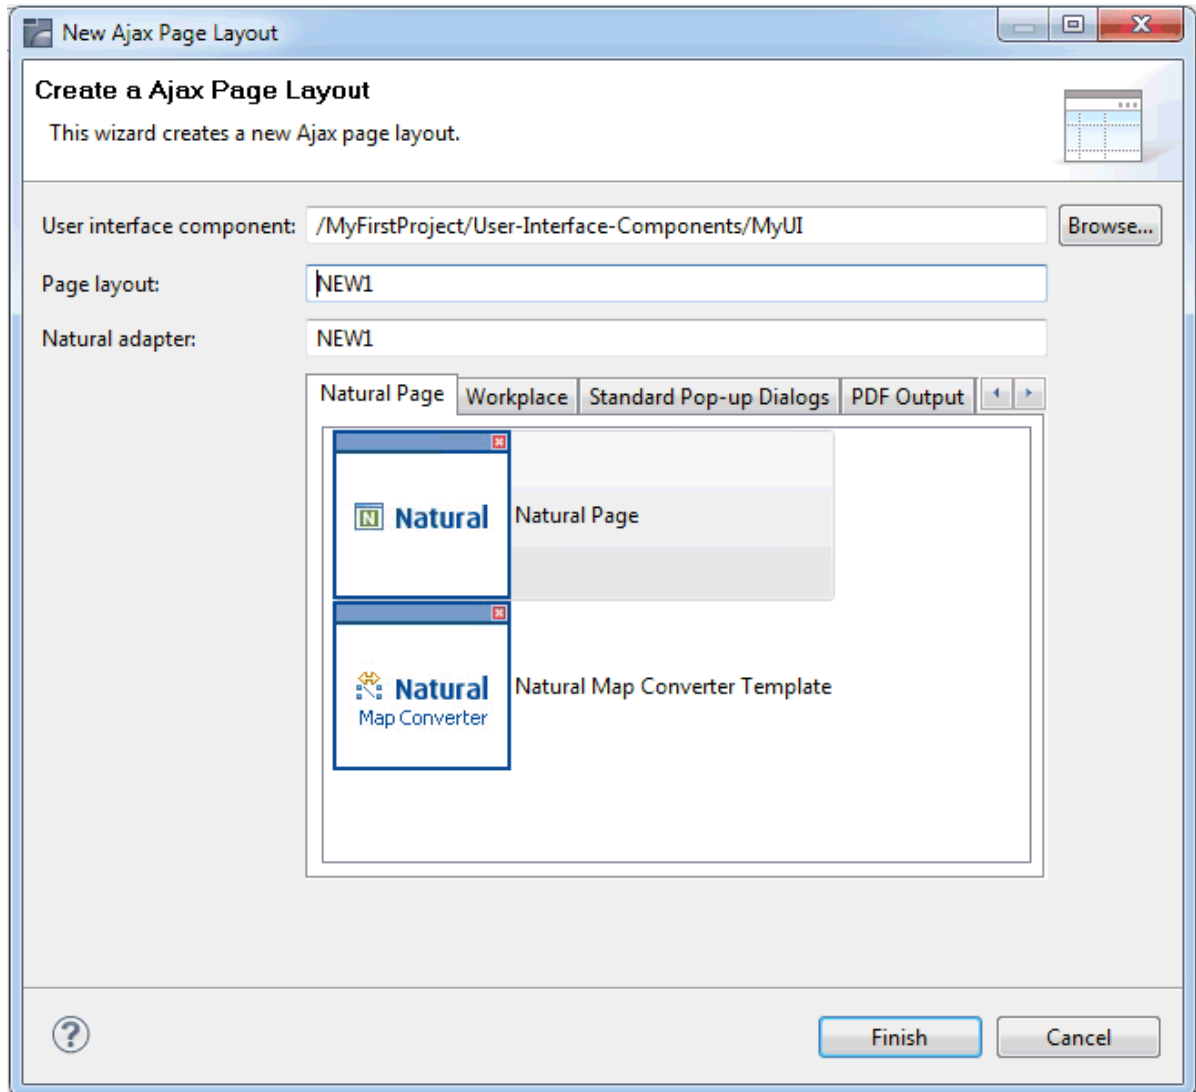 New Ajax Page Layout
Create a Ajax Page Layout
This wizard creates a new Ajax page layout.
User interface component: /MyFirstProject/User-Interface-Components/MyUI Browse...
Page layout: NEW1
Natural adapter: NEW1
Natural Page Workplace Standard Pop-up Dialogs PDF Output
N Natural Natural Page
Natural Natural Map Converter Template
Map Converter
? Finish Cancel